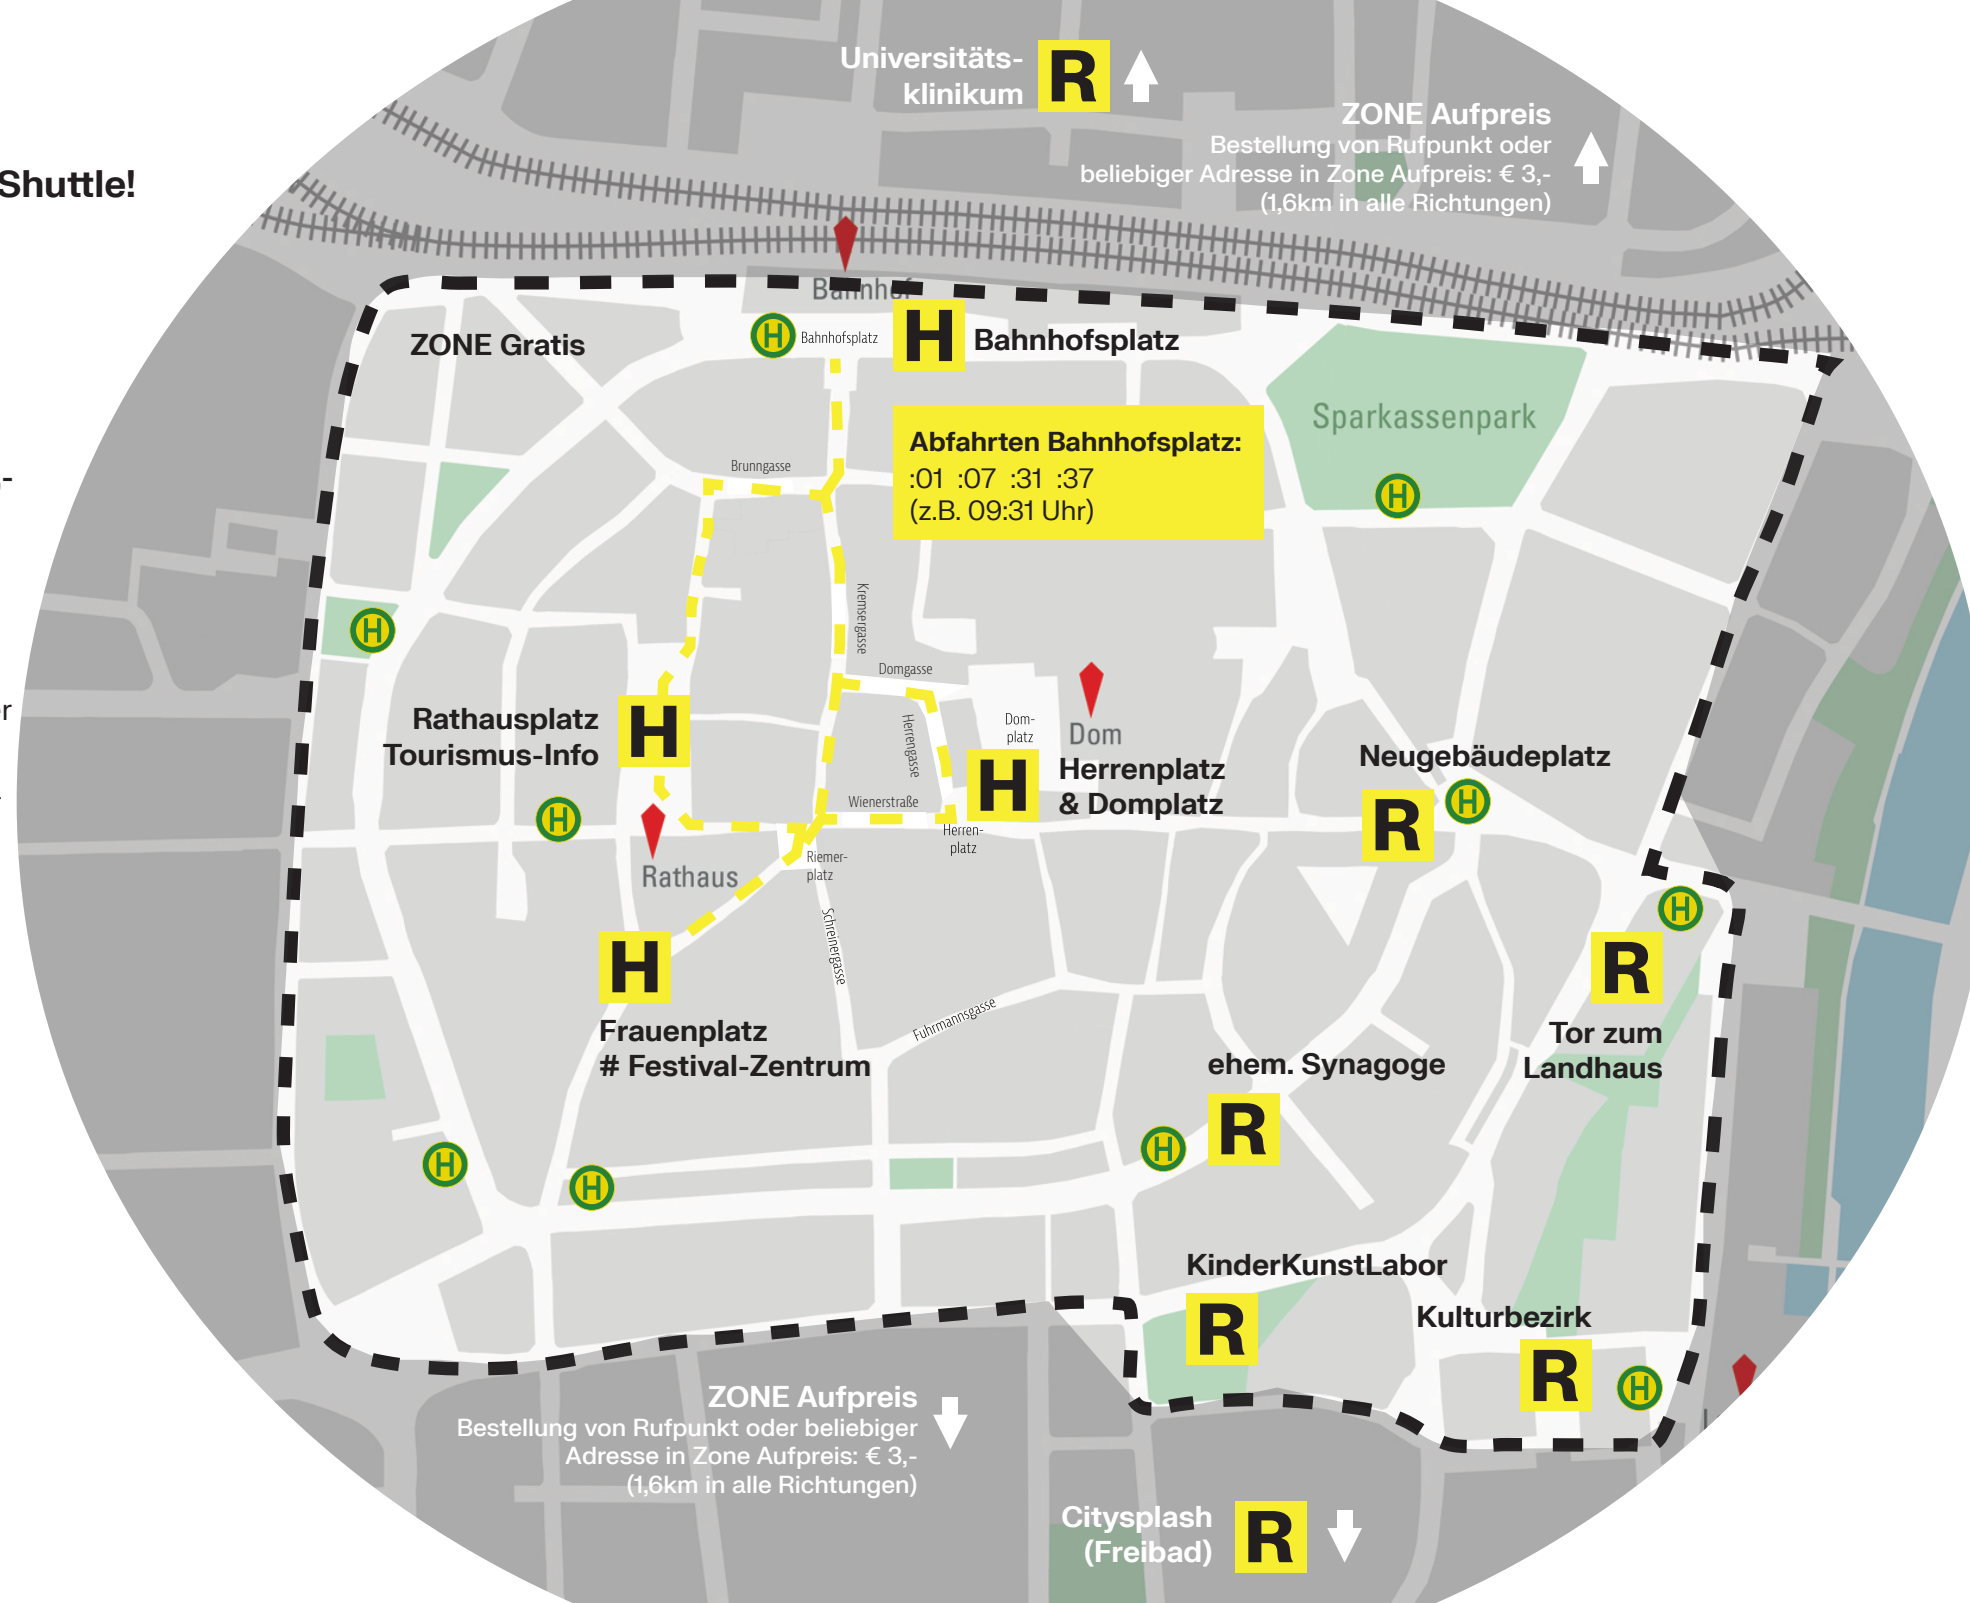 Universitäts-
klinikum
R
ZONE Aufpreis
Bestellung von Rufpunkt oder
beliebiger Adresse in Zone Aufpreis: € 3,-
(1,6km in alle Richtungen)
Shuttle!
Bahnhof
ZONE Gratis
H
Bahnhofsplatz
H
Bahnhofsplatz
Sparkassenpark
Abfahrten Bahnhofsplatz:
:01 :07 :31 :37
(z.B. 09:31 Uhr)
Brunngasse
H
Kremsergasse
H
Domgasse
Rathausplatz
Tourismus-Info
H
Herrengasse
Dom-
platz
Dom
Herrenplatz
& Domplatz
H
Neugebäudeplatz
R
H
Wienerstraße
H
Herren-
platz
Riemer-
platz
Rathaus
H
Schreinergasse
R
Tor zum
Landhaus
H
Frauenplatz
# Festival-Zentrum
Fuhrmannsgasse
ehem. Synagoge
R
H
H
H
KinderKunstLabor
R
Kulturbezirk
R
H
ZONE Aufpreis
Bestellung von Rufpunkt oder beliebiger
Adresse in Zone Aufpreis: € 3,-
(1,6km in alle Richtungen)
Citysplash
(Freibad)
R